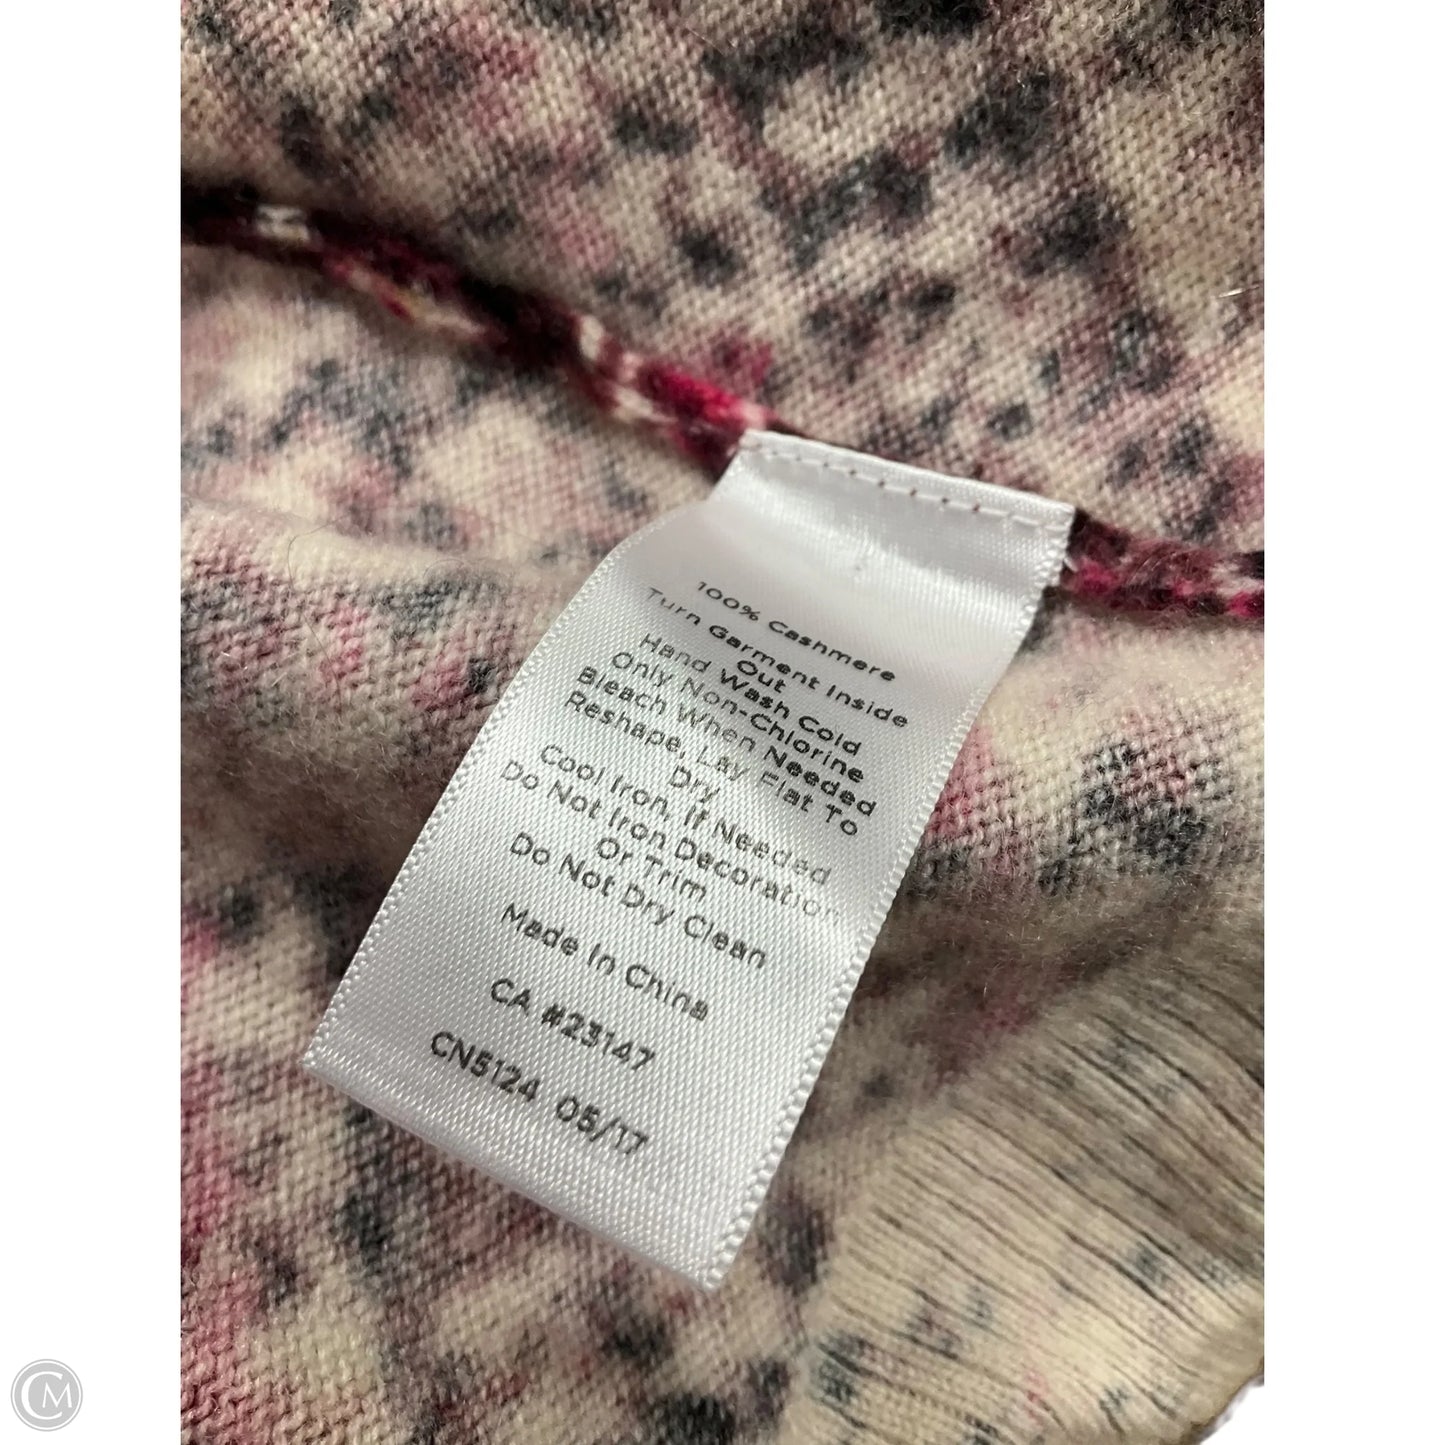 100% Cashmere
Turn Garment Inside
Out
Hand Wash Cold
Only Non-Chlorine
Bleach When Needed
Reshape, Lay Flat To
Dry
Cool Iron, If Needed
Do Not Iron Decoration
Or Trim
Do Not Dry Clean
Made In China
CA #23147
CN5124 05/17
CM